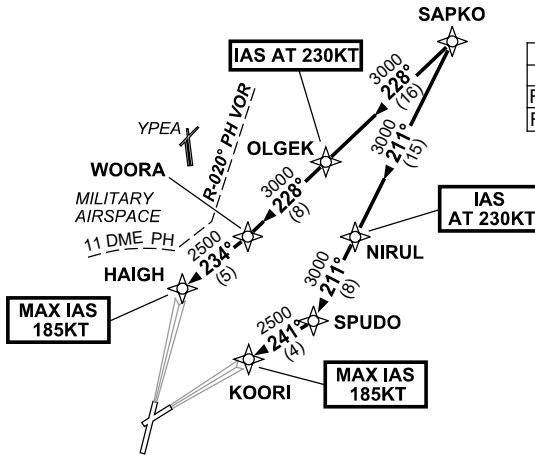 SAPKO
IAS AT 230KT
3000
228°
(16)
3000
211°
(15)
YPEA
R-020° PH VOR
OLGEK
WOORA
3000
228°
(8)
IAS
AT 230KT
MILITARY
AIRSPACE
11 DME PH
NIRUL
2500
234°
(5)
HAIGH
3000
211°
(8)
MAX IAS
185KT
SPUDO
2500
241°
(4)
KOORI
MAX IAS
185KT